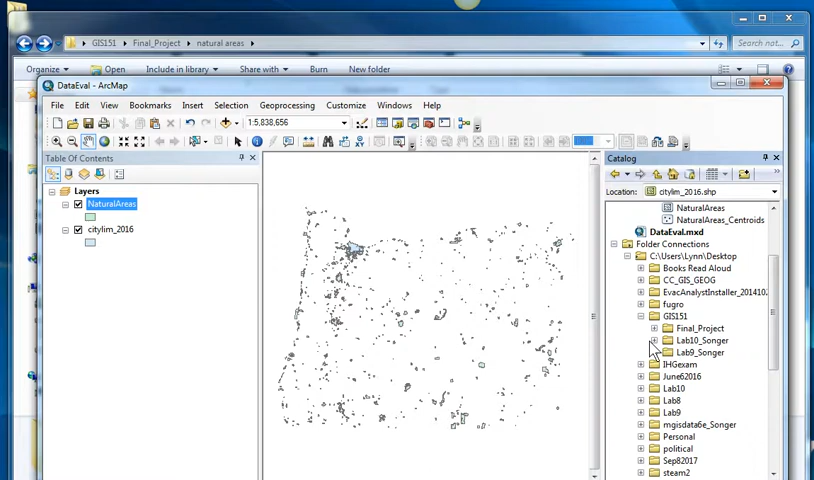 GIS151 Final_Project natural areas Search nat...
Organize Open Include in library Share with Burn New folder
DataEval - ArcMap
File Edit View Bookmarks Insert Selection Geoprocessing Customize Windows Help
1:5,838,656
Table Of Contents
Layers
NaturalAreas
citylim_2016
Catalog
Location: citylim_2016.shp
NaturalAreas
NaturalAreas_Centroids
DataEval.mxd
Folder Connections
C:\Users\Lynn\Desktop
Books Read Aloud
CC_GIS_GEOG
EvacAnalystInstaller_201410
fugro
GIS151
Final_Project
Lab10_Songer
Lab9_Songer
IHGexam
June62016
Lab10
Lab8
Lab9
mgisdata6e_Songer
Personal
political
Sep82017
steam2